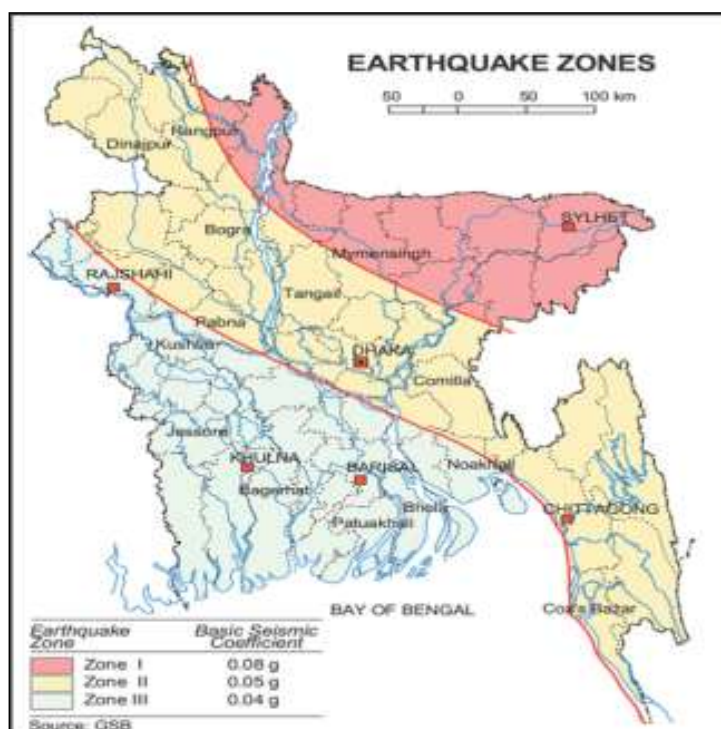 EARTHQUAKE ZONES
50 0 50 100 km
Dinajpur
Rangpur
SYLHET
Bogra
Mymensingh
RAJSHAHI
Tangail
Pabna
Kushtia
DHAKA
Comilla
Jessore
KHULNA
BARISAL
Noakhali
Bagerhat
Bhola
CHITTAGONG
Patuakhali
BAY OF BENGAL
Cox's Bazar
Earthquake Zone
Basic Seismic Coefficient
Zone I 0.08 g
Zone II 0.05 g
Zone III 0.04 g
Source: GSB